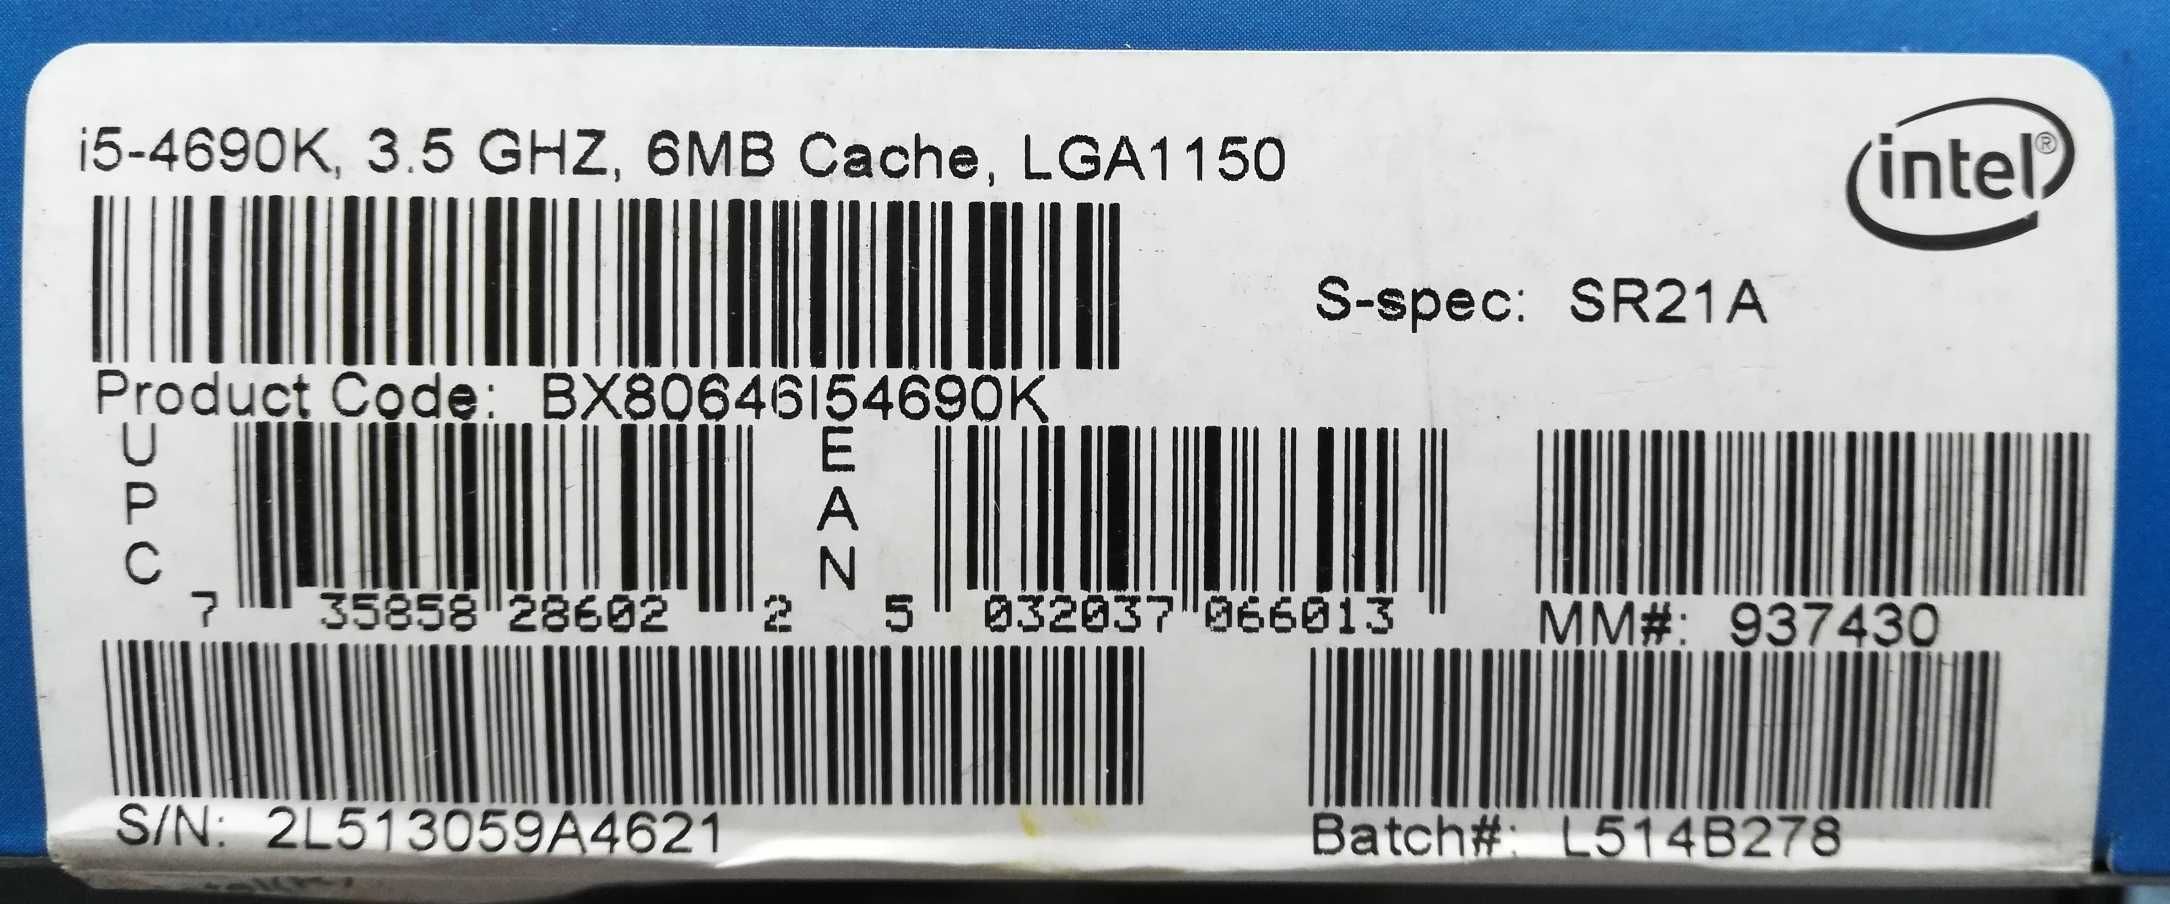 i5-4690K, 3.5 GHZ, 6MB Cache, LGA1150
intel®
S-spec: SR21A
Product Code: BX80646I54690K
UPC
7 35858 28602 2
EAN
5 032037 066013
MM#: 937430
S/N: 2L513059A4621
Batch#: L514B278